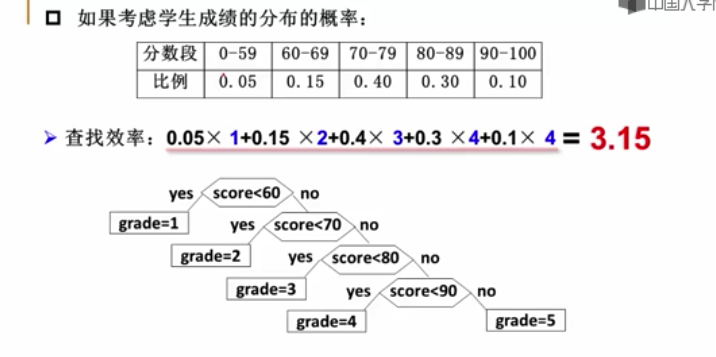 中国大学
如果考虑学生成绩的分布的概率：
分数段 0-59 60-69 70-79 80-89 90-100
比例 0.05 0.15 0.40 0.30 0.10
查找效率：0.05× 1+0.15 ×2+0.4× 3+0.3 ×4+0.1× 4 = 3.15
yes score<60 no
grade=1 yes score<70 no
grade=2 yes score<80 no
grade=3 yes score<90 no
grade=4 grade=5